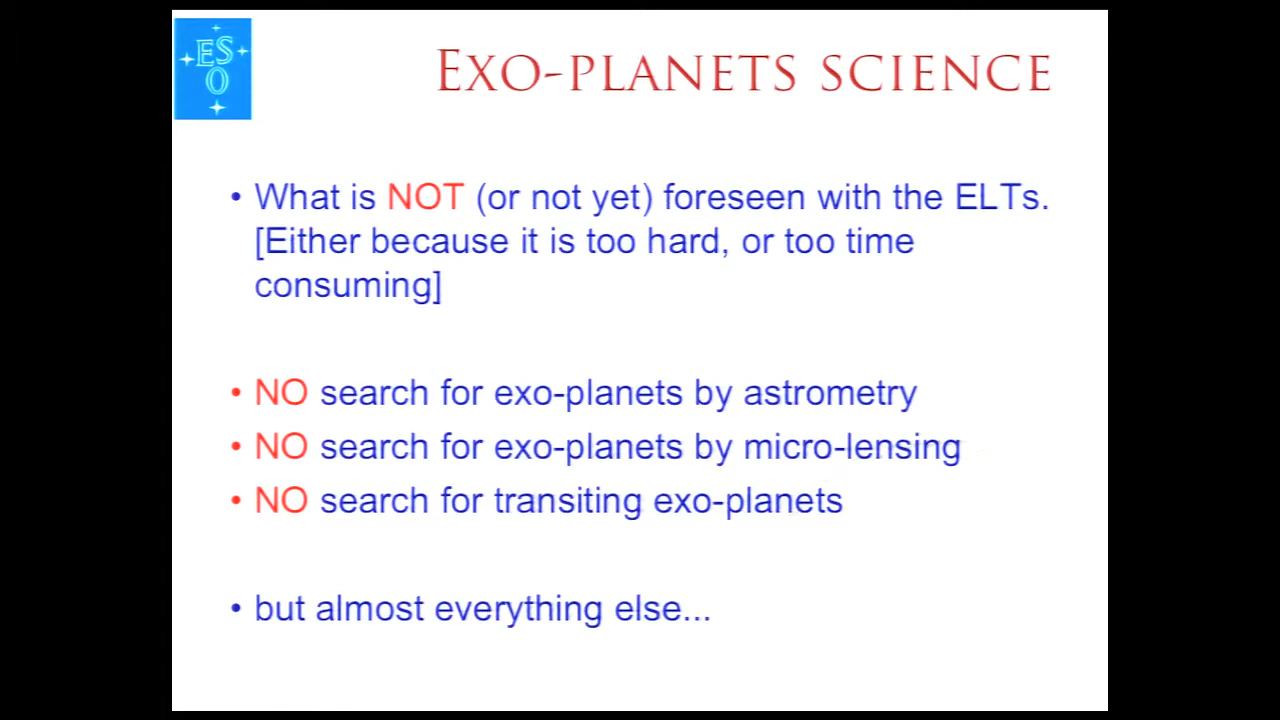 ES
O
EXO-PLANETS SCIENCE
• What is NOT (or not yet) foreseen with the ELTs.
[Either because it is too hard, or too time
consuming]
• NO search for exo-planets by astrometry
• NO search for exo-planets by micro-lensing
• NO search for transiting exo-planets
• but almost everything else...